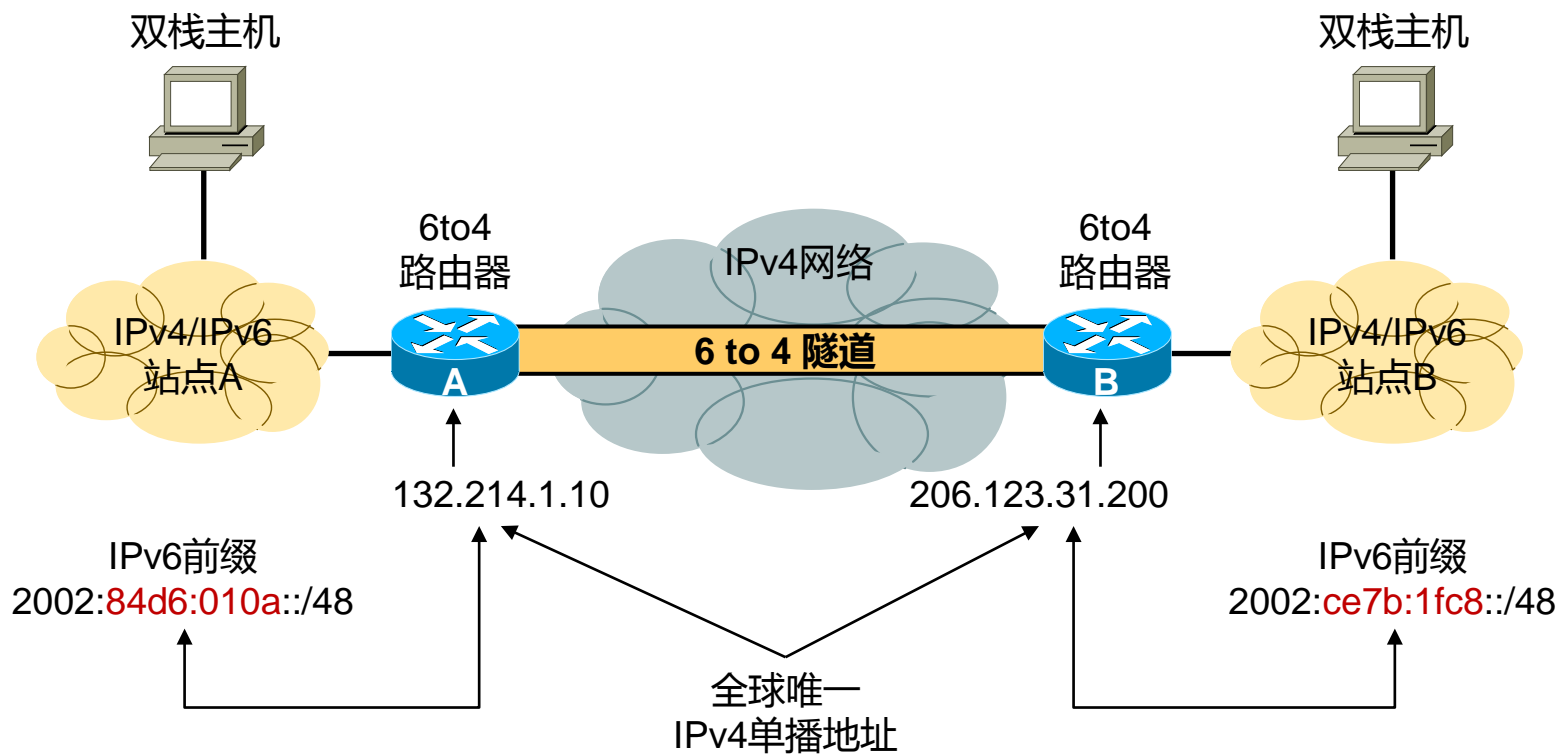 双栈主机
双栈主机
6to4
路由器
6to4
路由器
IPv4网络
IPv4/IPv6
站点A
6 to 4 隧道
IPv4/IPv6
站点B
A
B
132.214.1.10
206.123.31.200
IPv6前缀
2002:84d6:010a::/48
IPv6前缀
2002:ce7b:1fc8::/48
全球唯一
IPv4单播地址